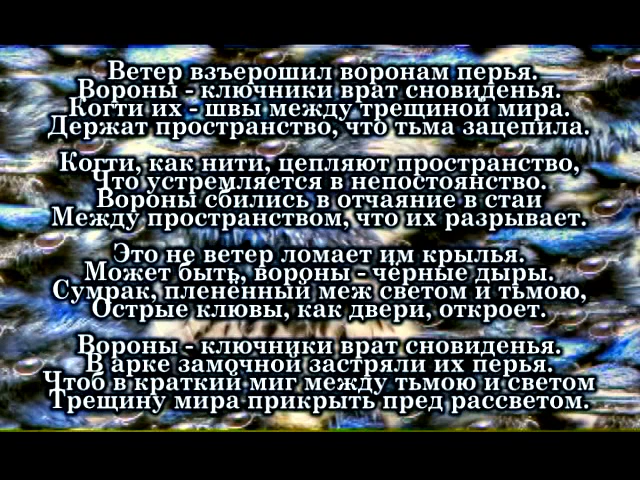 Ветер взъерошил воронам перья.
Вороны - ключники врат сновиденья.
Когти их - швы между трещиной мира.
Держат пространство, что тьма зацепила.
Когти, как нити, цепляют пространство,
Что устремляется в непостоянство.
Вороны сбились в отчаяние в стаи
Между пространством, что их разрывает.
Это не ветер ломает им крылья.
Может быть, вороны - чёрные дыры.
Сумрак, пленённый меж светом и тьмою,
Острые клювы, как двери, откроет.
Вороны - ключники врат сновиденья.
В арке замочной застряли их перья.
Чтоб в краткий миг между тьмою и светом
Трещину мира прикрыть пред рассветом.